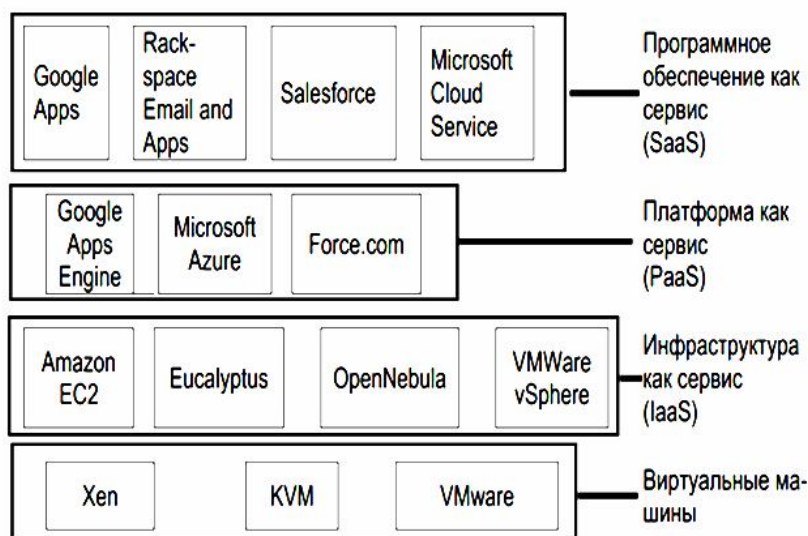 Google
Apps
Rack-
space
Email and
Apps
Salesforce
Microsoft
Cloud
Service
Программное
обеспечение как
сервис
(SaaS)
Google
Apps
Engine
Microsoft
Azure
Force.com
Платформа как
сервис
(PaaS)
Amazon
EC2
Eucalyptus
OpenNebula
VMWare
vSphere
Инфраструктура
как сервис
(IaaS)
Xen
KVM
VMware
Виртуальные ма-
шины